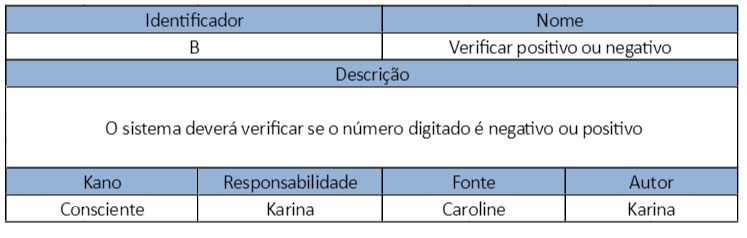 Identificador Nome
B Verificar positivo ou negativo
Descrição
O sistema deverá verificar se o número digitado é negativo ou positivo
Kano Responsabilidade Fonte Autor
Consciente Karina Caroline Karina